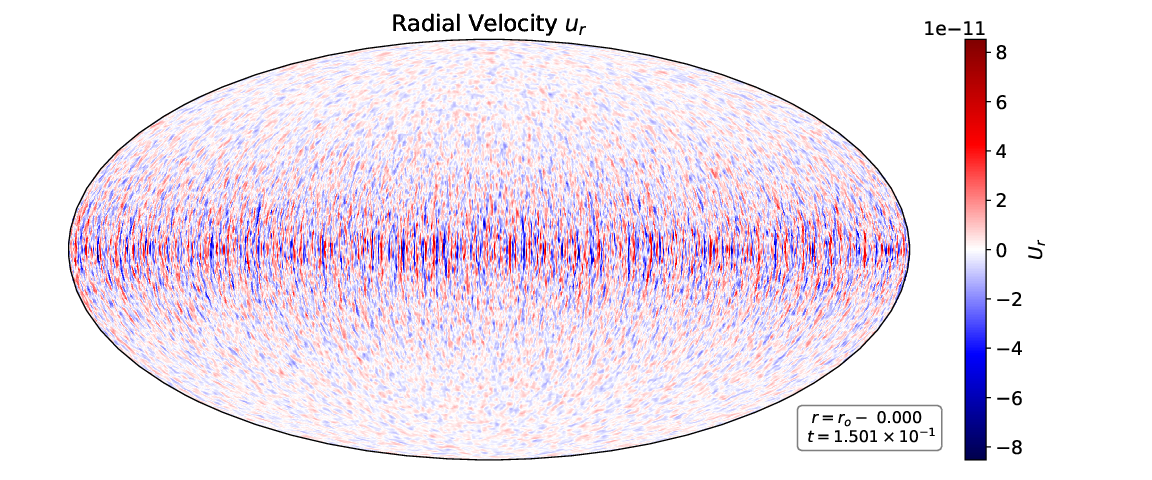 Radial Velocity u_r
1e−11
8
6
4
2
0
−2
−4
−6
−8
U_r
r = r_o − 0.000
t = 1.501 × 10^{−1}